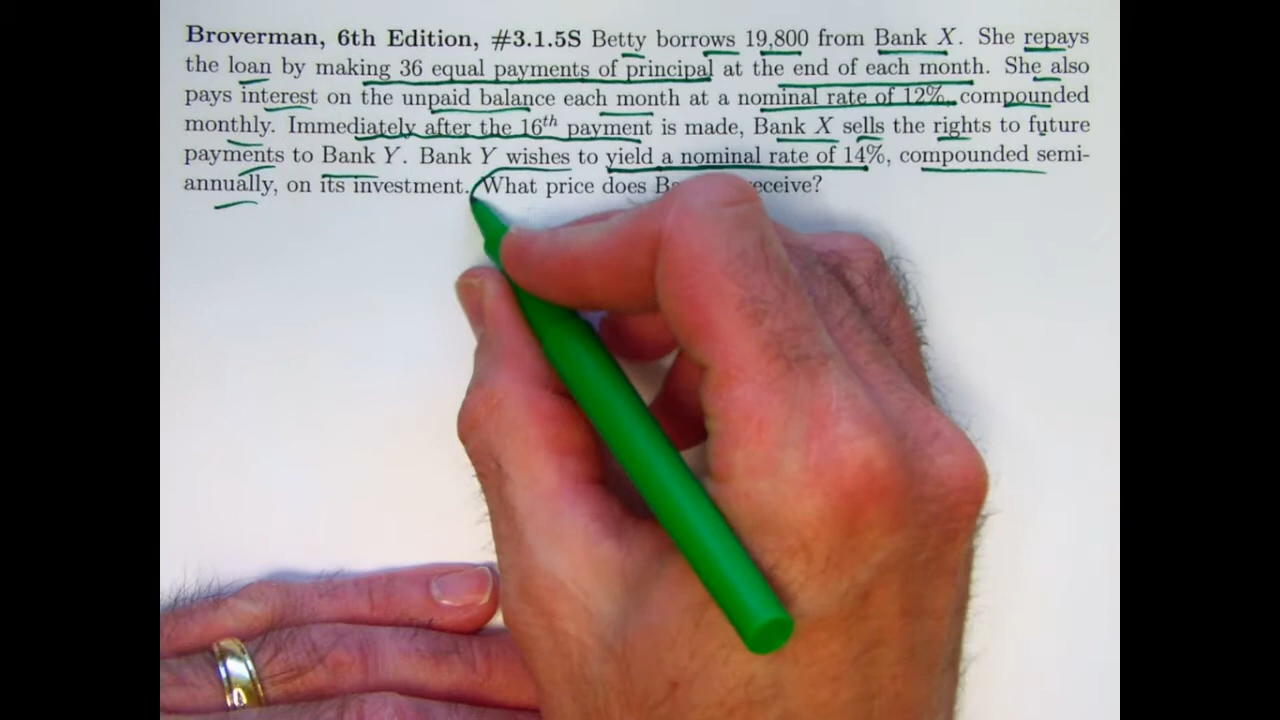 Broverman, 6th Edition, #3.1.5S Betty borrows 19,800 from Bank X. She repays
the loan by making 36 equal payments of principal at the end of each month. She also
pays interest on the unpaid balance each month at a nominal rate of 12%, compounded
monthly. Immediately after the 16th payment is made, Bank X sells the rights to future
payments to Bank Y. Bank Y wishes to yield a nominal rate of 14%, compounded semi-
annually, on its investment. What price does